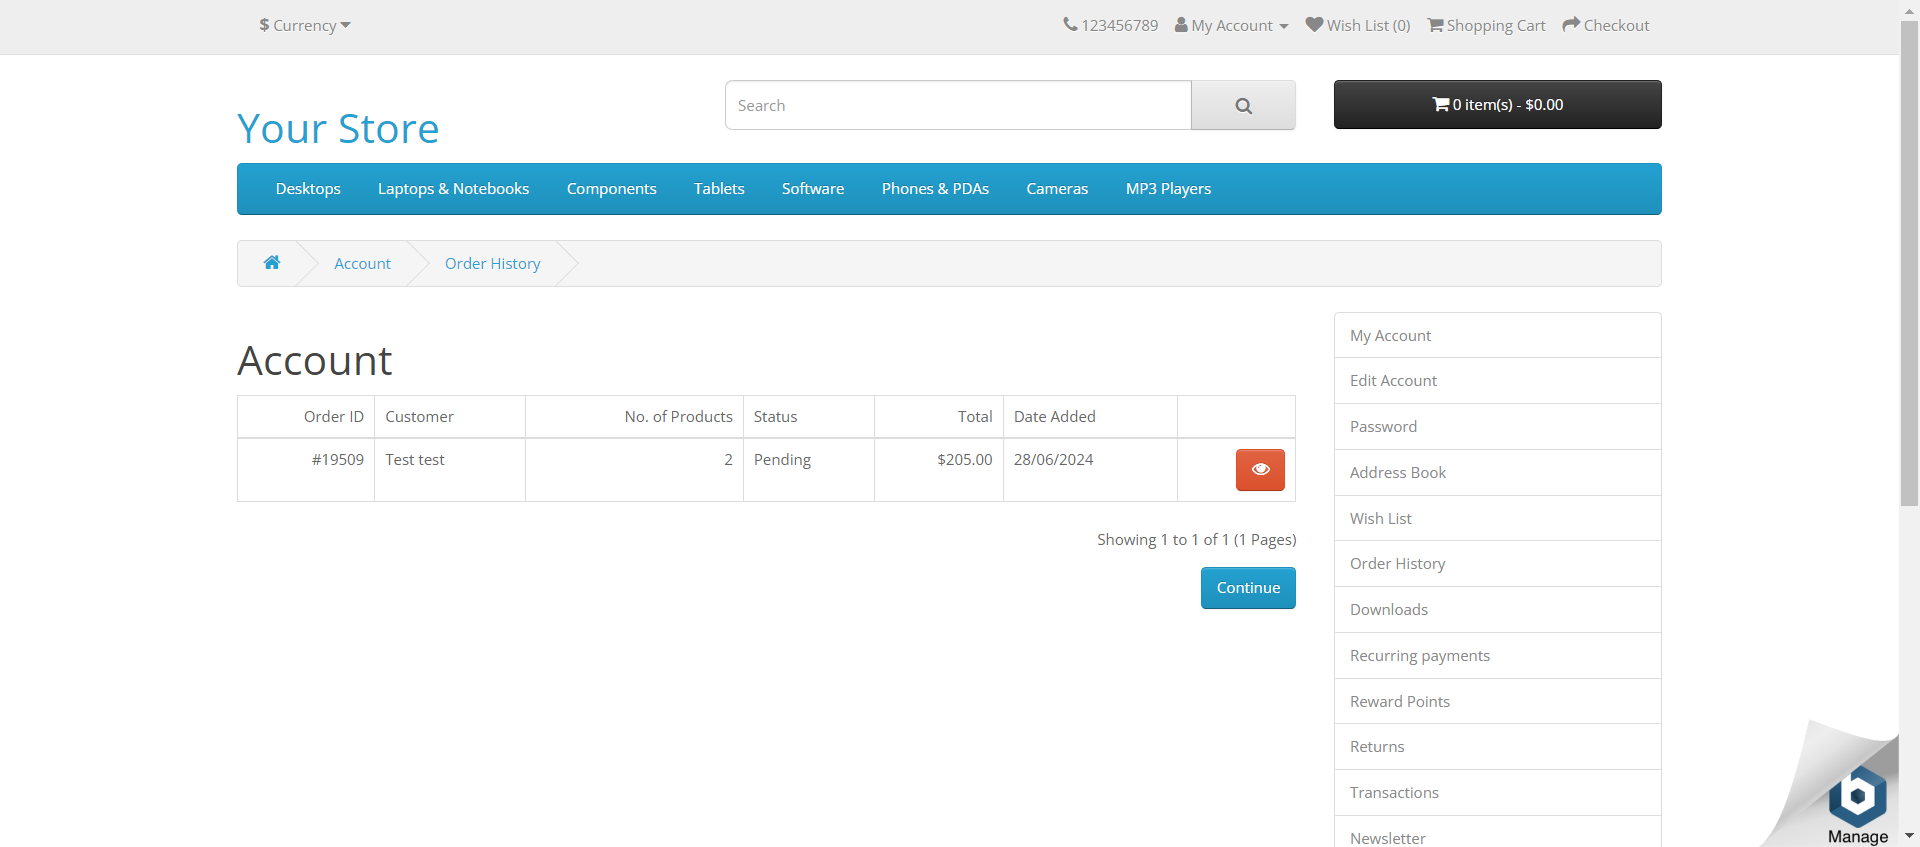 $ Currency
123456789 My Account Wish List (0) Shopping Cart Checkout
Search
0 item(s) - $0.00
Your Store
Desktops Laptops & Notebooks Components Tablets Software Phones & PDAs Cameras MP3 Players
Account Order History
Account
Order ID Customer No. of Products Status Total Date Added
#19509 Test test 2 Pending $205.00 28/06/2024
Showing 1 to 1 of 1 (1 Pages)
Continue
My Account
Edit Account
Password
Address Book
Wish List
Order History
Downloads
Recurring payments
Reward Points
Returns
Transactions
Newsletter
b
Manage